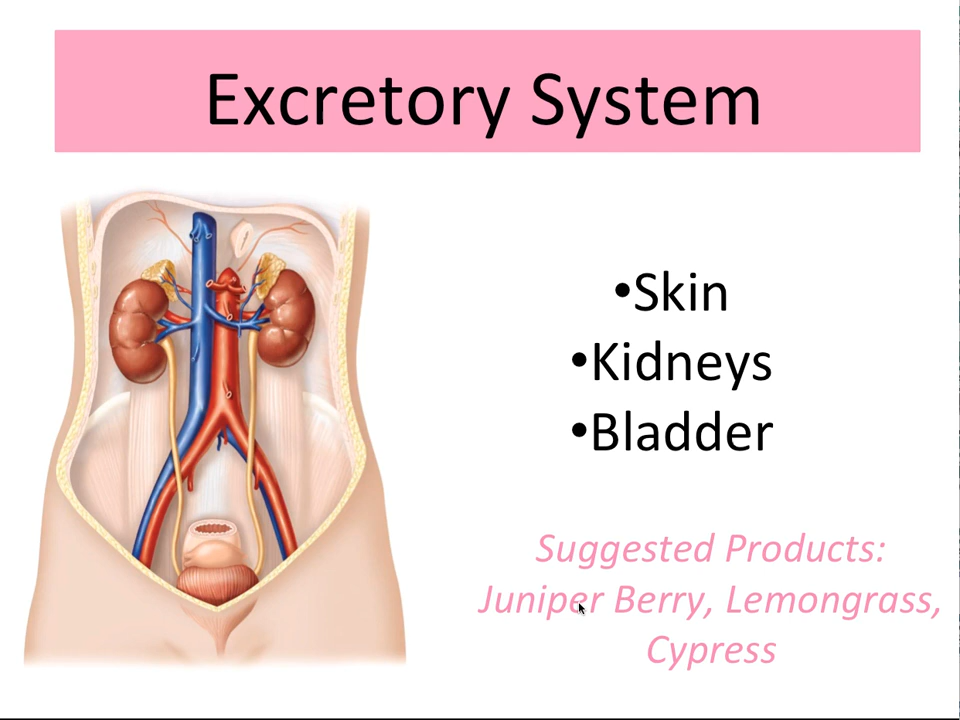 Excretory System
•Skin
•Kidneys
•Bladder
Suggested Products:
Juniper Berry, Lemongrass,
Cypress